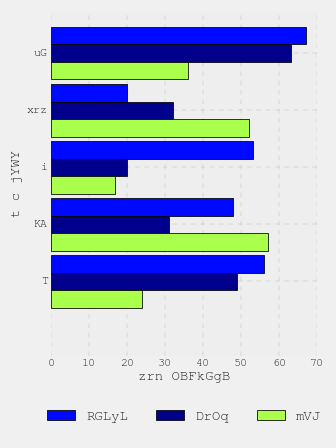 uG
xrz
i
KA
T
t c jYWY
0 10 20 30 40 50 60 70
zrn OBFkGgB
RGLyL DrOq mVJ